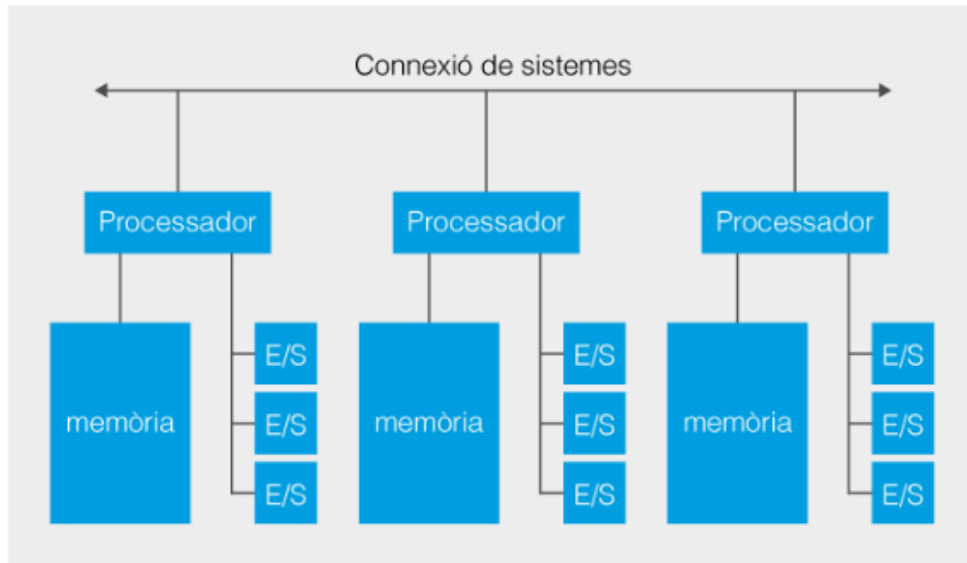 Connexió de sistemes
Processador Processador Processador
E/S E/S E/S
memòria E/S memòria E/S memòria E/S
E/S E/S E/S